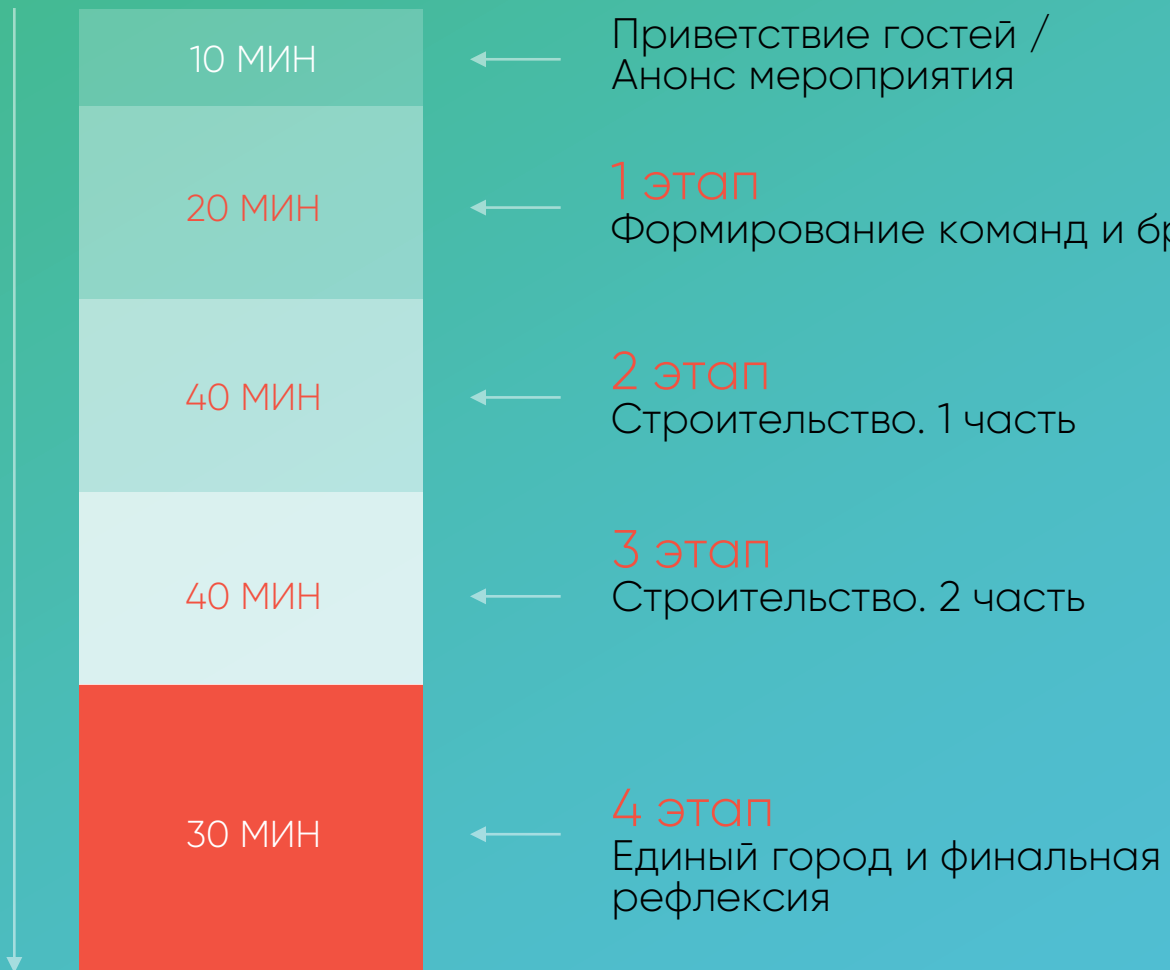 10 МИН
Приветствие гостей /
Анонс мероприятия
20 МИН
1 этап
Формирование команд и
40 МИН
2 этап
Строительство. 1 часть
40 МИН
3 этап
Строительство. 2 часть
30 МИН
4 этап
Единый город и финальная
рефлексия